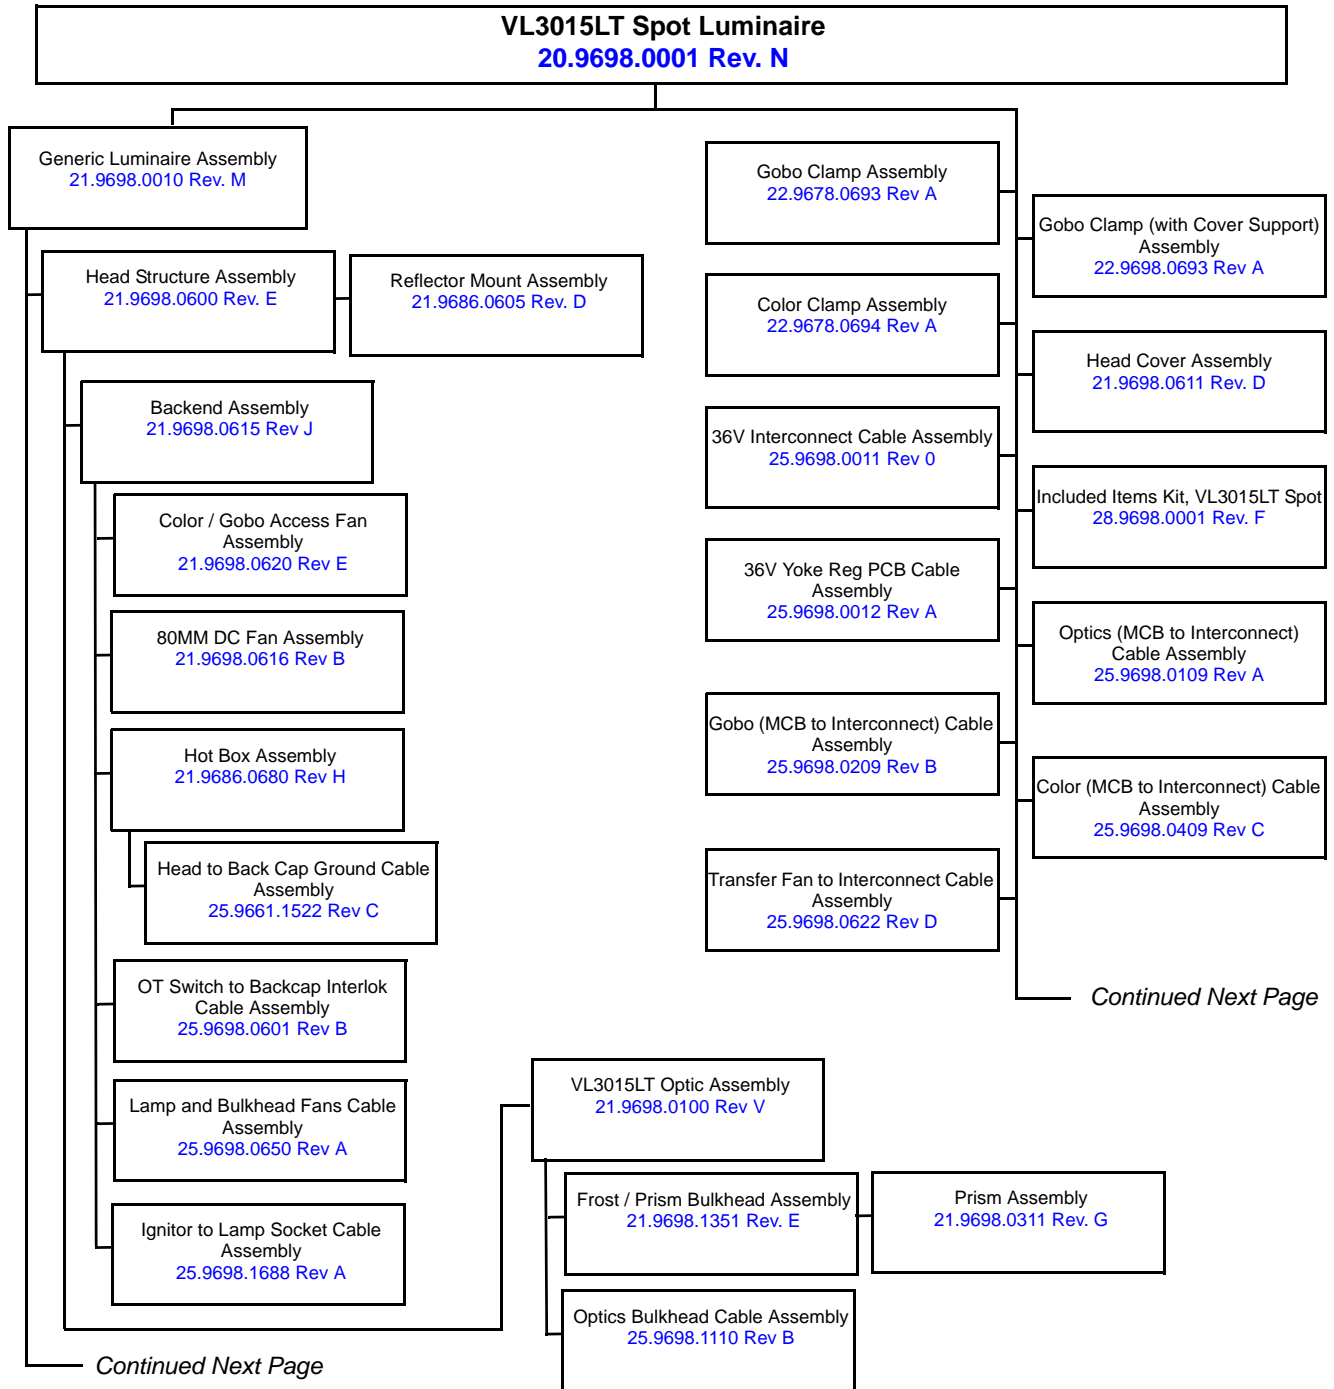 VL3015LT Spot Luminaire
20.9698.0001 Rev. N
Generic Luminaire Assembly
21.9698.0010 Rev. M
Head Structure Assembly
21.9698.0600 Rev. E
Reflector Mount Assembly
21.9686.0605 Rev. D
Backend Assembly
21.9698.0615 Rev J
Color / Gobo Access Fan
Assembly
21.9698.0620 Rev E
80MM DC Fan Assembly
21.9698.0616 Rev B
Hot Box Assembly
21.9686.0680 Rev H
Head to Back Cap Ground Cable
Assembly
25.9661.1522 Rev C
OT Switch to Backcap Interlok
Cable Assembly
25.9698.0601 Rev B
Lamp and Bulkhead Fans Cable
Assembly
25.9698.0650 Rev A
Ignitor to Lamp Socket Cable
Assembly
25.9698.1688 Rev A
Continued Next Page
VL3015LT Optic Assembly
21.9698.0100 Rev V
Frost / Prism Bulkhead Assembly
21.9698.1351 Rev. E
Prism Assembly
21.9698.0311 Rev. G
Optics Bulkhead Cable Assembly
25.9698.1110 Rev B
Gobo Clamp Assembly
22.9678.0693 Rev A
Gobo Clamp (with Cover Support)
Assembly
22.9698.0693 Rev A
Color Clamp Assembly
22.9678.0694 Rev A
Head Cover Assembly
21.9698.0611 Rev. D
36V Interconnect Cable Assembly
25.9698.0011 Rev 0
Included Items Kit, VL3015LT Spot
28.9698.0001 Rev. F
36V Yoke Reg PCB Cable
Assembly
25.9698.0012 Rev A
Optics (MCB to Interconnect)
Cable Assembly
25.9698.0109 Rev A
Gobo (MCB to Interconnect) Cable
Assembly
25.9698.0209 Rev B
Color (MCB to Interconnect) Cable
Assembly
25.9698.0409 Rev C
Transfer Fan to Interconnect Cable
Assembly
25.9698.0622 Rev D
Continued Next Page